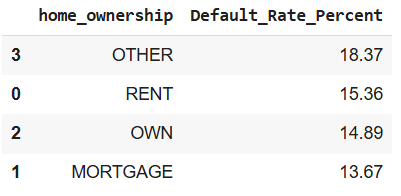 home_ownership Default_Rate_Percent
3 OTHER 18.37
0 RENT 15.36
2 OWN 14.89
1 MORTGAGE 13.67